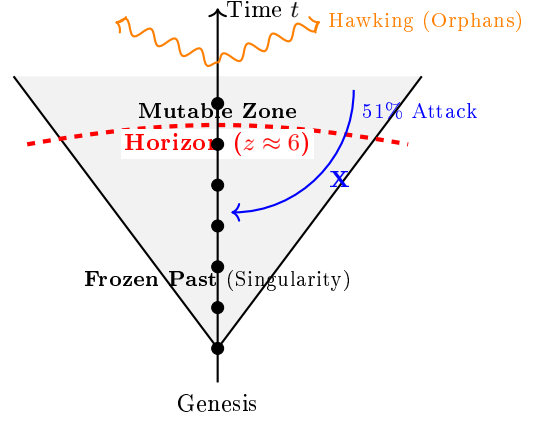 Time t
Hawking (Orphans)
Mutable Zone
51% Attack
Horizon (z ≈ 6)
X
Frozen Past (Singularity)
Genesis